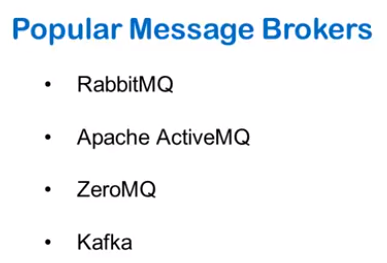 Popular Message Brokers
• RabbitMQ
• Apache ActiveMQ
• ZeroMQ
• Kafka